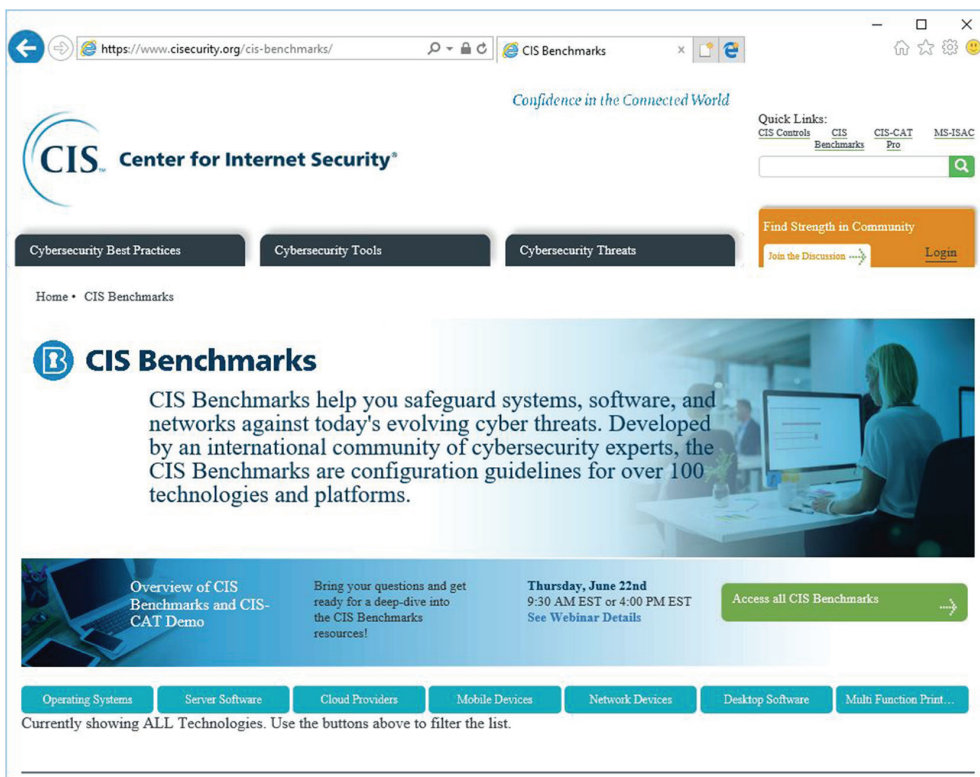 https://www.cisecurity.org/cis-benchmarks/
CIS Benchmarks
Confidence in the Connected World
CIS™ Center for Internet Security®
Quick Links:
CIS Controls CIS Benchmarks CIS-CAT Pro MS-ISAC
Cybersecurity Best Practices
Cybersecurity Tools
Cybersecurity Threats
Find Strength in Community
Join the Discussion
Login
Home • CIS Benchmarks
B CIS Benchmarks
CIS Benchmarks help you safeguard systems, software, and
networks against today's evolving cyber threats. Developed
by an international community of cybersecurity experts, the
CIS Benchmarks are configuration guidelines for over 100
technologies and platforms.
Overview of CIS
Benchmarks and CIS-
CAT Demo
Bring your questions and get
ready for a deep-dive into
the CIS Benchmarks
resources!
Thursday, June 22nd
9:30 AM EST or 4:00 PM EST
See Webinar Details
Access all CIS Benchmarks
Operating Systems
Server Software
Cloud Providers
Mobile Devices
Network Devices
Desktop Software
Multi Function Print...
Currently showing ALL Technologies. Use the buttons above to filter the list.